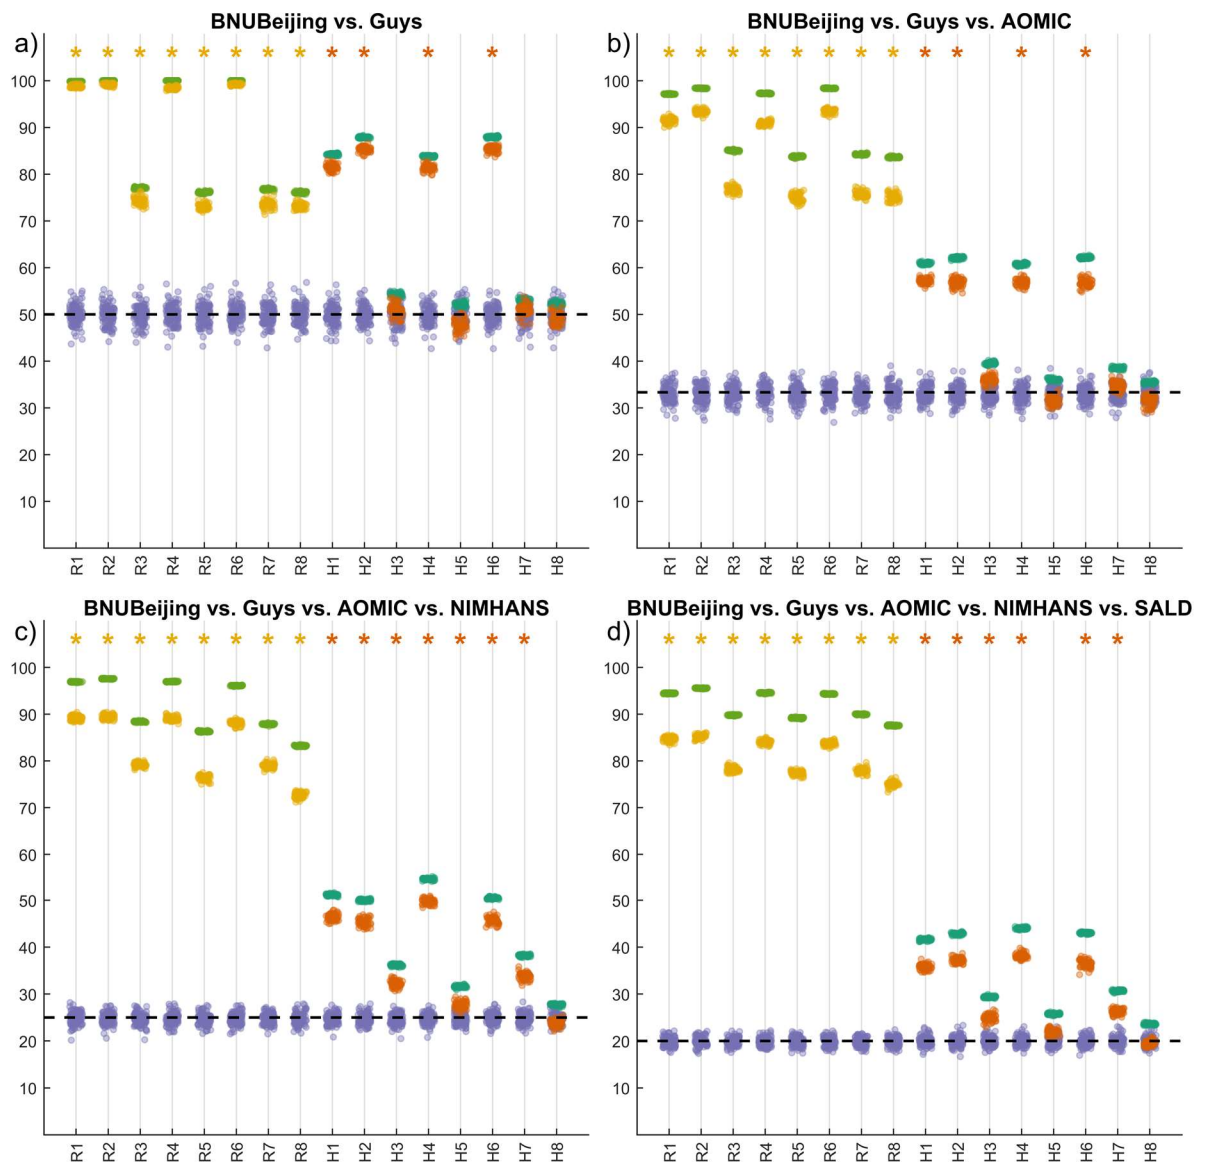 BNUBeijing vs. Guys
a)
* * * * * * * * * * * *
100
90
80
70
60
50
40
30
20
10
R1 R2 R3 R4 R5 R6 R7 R8 H1 H2 H3 H4 H5 H6 H7 H8
BNUBeijing vs. Guys vs. AOMIC
b)
* * * * * * * * * * * *
100
90
80
70
60
50
40
30
20
10
R1 R2 R3 R4 R5 R6 R7 R8 H1 H2 H3 H4 H5 H6 H7 H8
BNUBeijing vs. Guys vs. AOMIC vs. NIMHANS
c)
* * * * * * * * * * * * * * *
100
90
80
70
60
50
40
30
20
10
R1 R2 R3 R4 R5 R6 R7 R8 H1 H2 H3 H4 H5 H6 H7 H8
BNUBeijing vs. Guys vs. AOMIC vs. NIMHANS vs. SALD
d)
* * * * * * * * * * * * * *
100
90
80
70
60
50
40
30
20
10
R1 R2 R3 R4 R5 R6 R7 R8 H1 H2 H3 H4 H5 H6 H7 H8